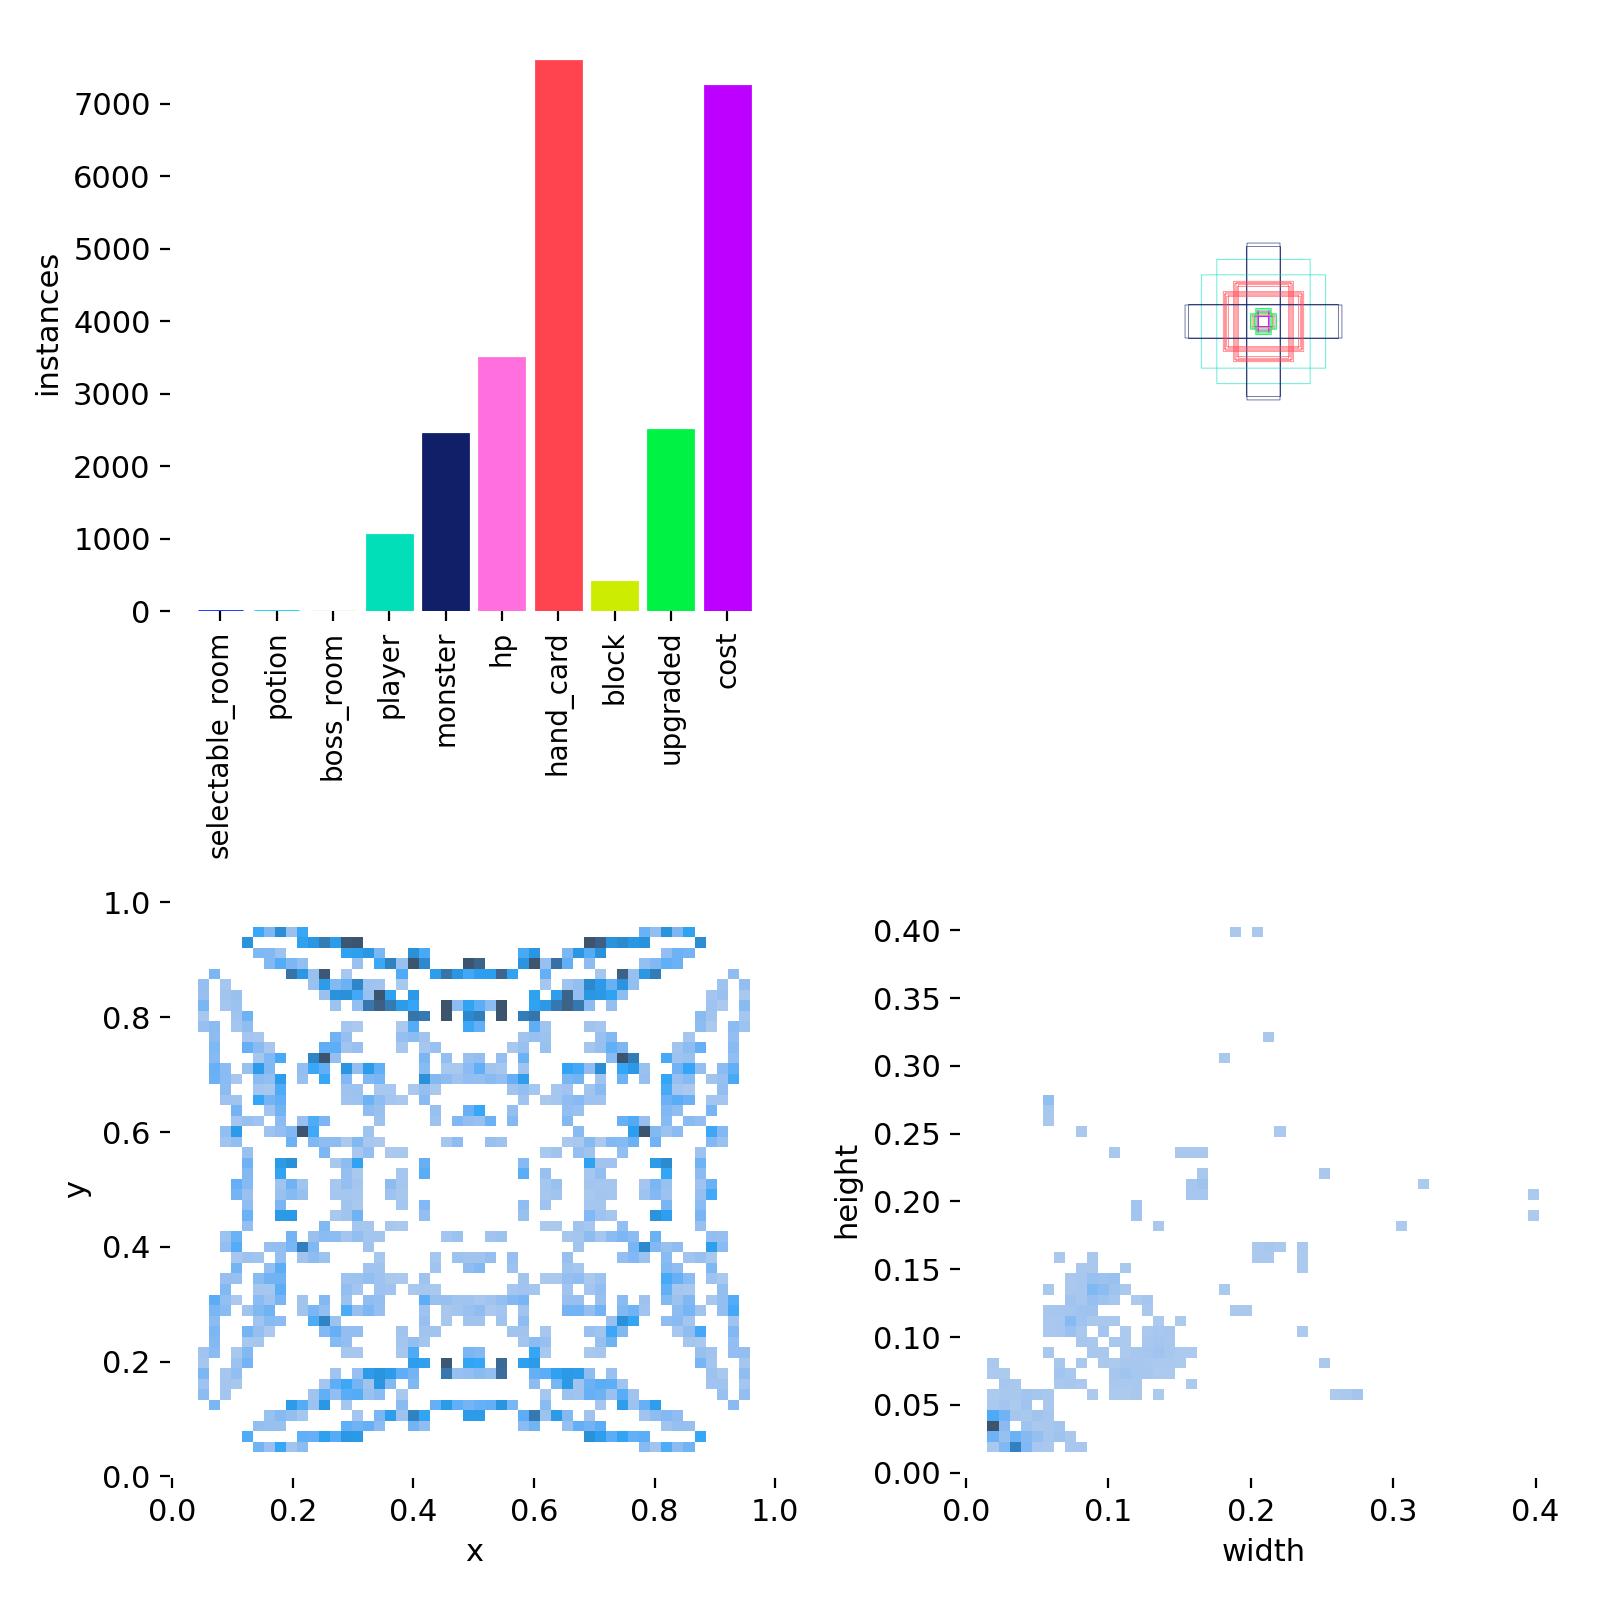 instances
7000
6000
5000
4000
3000
2000
1000
0
selectable_room
potion
boss_room
player
monster
hp
hand_card
block
upgraded
cost
y
1.0
0.8
0.6
0.4
0.2
0.0
0.0 0.2 0.4 0.6 0.8 1.0
x
height
0.40
0.35
0.30
0.25
0.20
0.15
0.10
0.05
0.00
0.0 0.1 0.2 0.3 0.4
width